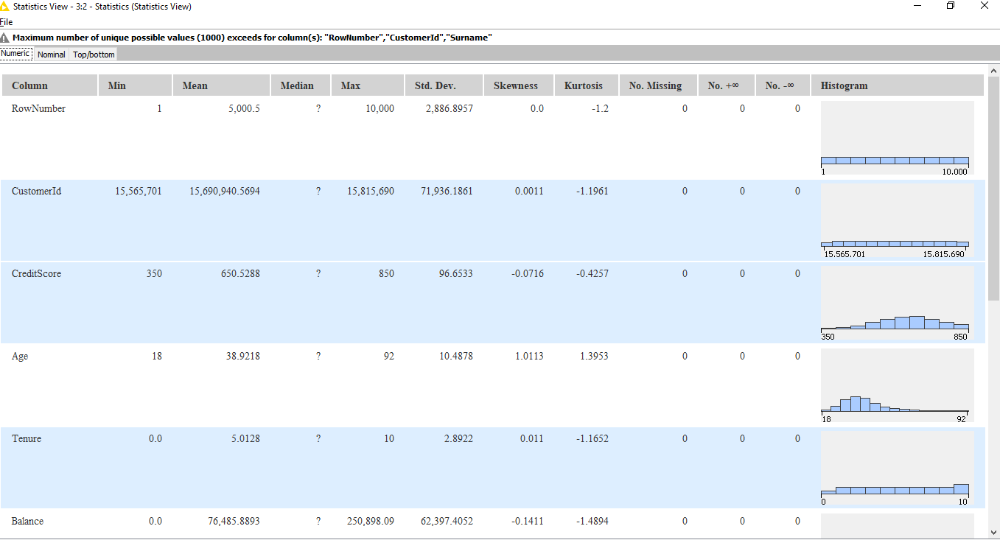 Statistics View - 3:2 - Statistics (Statistics View)
File
Maximum number of unique possible values (1000) exceeds for column(s): "RowNumber","CustomerId","Surname"
Numeric Nominal Top/bottom
Column Min Mean Median Max Std. Dev. Skewness Kurtosis No. Missing No. +∞ No. -∞ Histogram
RowNumber 1 5,000.5 ? 10,000 2,886.8957 0.0 -1.2 0 0 0
1 10.000
CustomerId 15,565,701 15,690,940.5694 ? 15,815,690 71,936.1861 0.0011 -1.1961 0 0 0
15.565.701 15.815.690
CreditScore 350 650.5288 ? 850 96.6533 -0.0716 -0.4257 0 0 0
350 850
Age 18 38.9218 ? 92 10.4878 1.0113 1.3953 0 0 0
18 92
Tenure 0.0 5.0128 ? 10 2.8922 0.011 -1.1652 0 0 0
0 10
Balance 0.0 76,485.8893 ? 250,898.09 62,397.4052 -0.1411 -1.4894 0 0 0